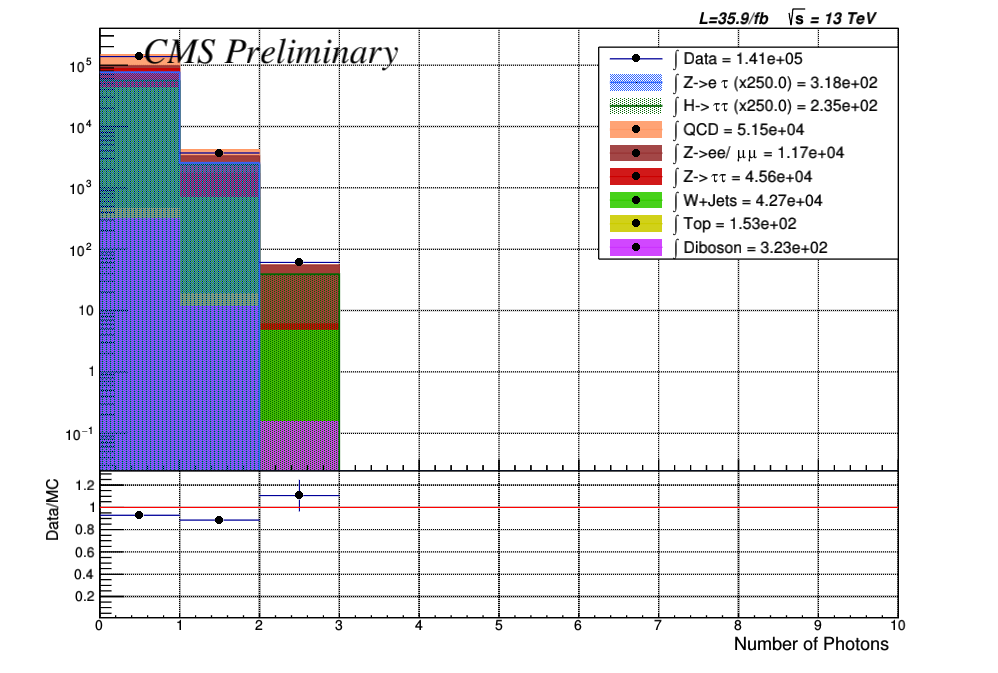 L=35.9/fb √s = 13 TeV
CMS Preliminary
∫ Data = 1.41e+05
∫ Z->e τ (x250.0) = 3.18e+02
∫ H-> ττ (x250.0) = 2.35e+02
∫ QCD = 5.15e+04
∫ Z->ee/ μμ = 1.17e+04
∫ Z-> ττ = 4.56e+04
∫ W+Jets = 4.27e+04
∫ Top = 1.53e+02
∫ Diboson = 3.23e+02
10⁵
10⁴
10³
10²
10
1
10⁻¹
Data/MC
1.2
1
0.8
0.6
0.4
0.2
0 1 2 3 4 5 6 7 8 9 10
Number of Photons